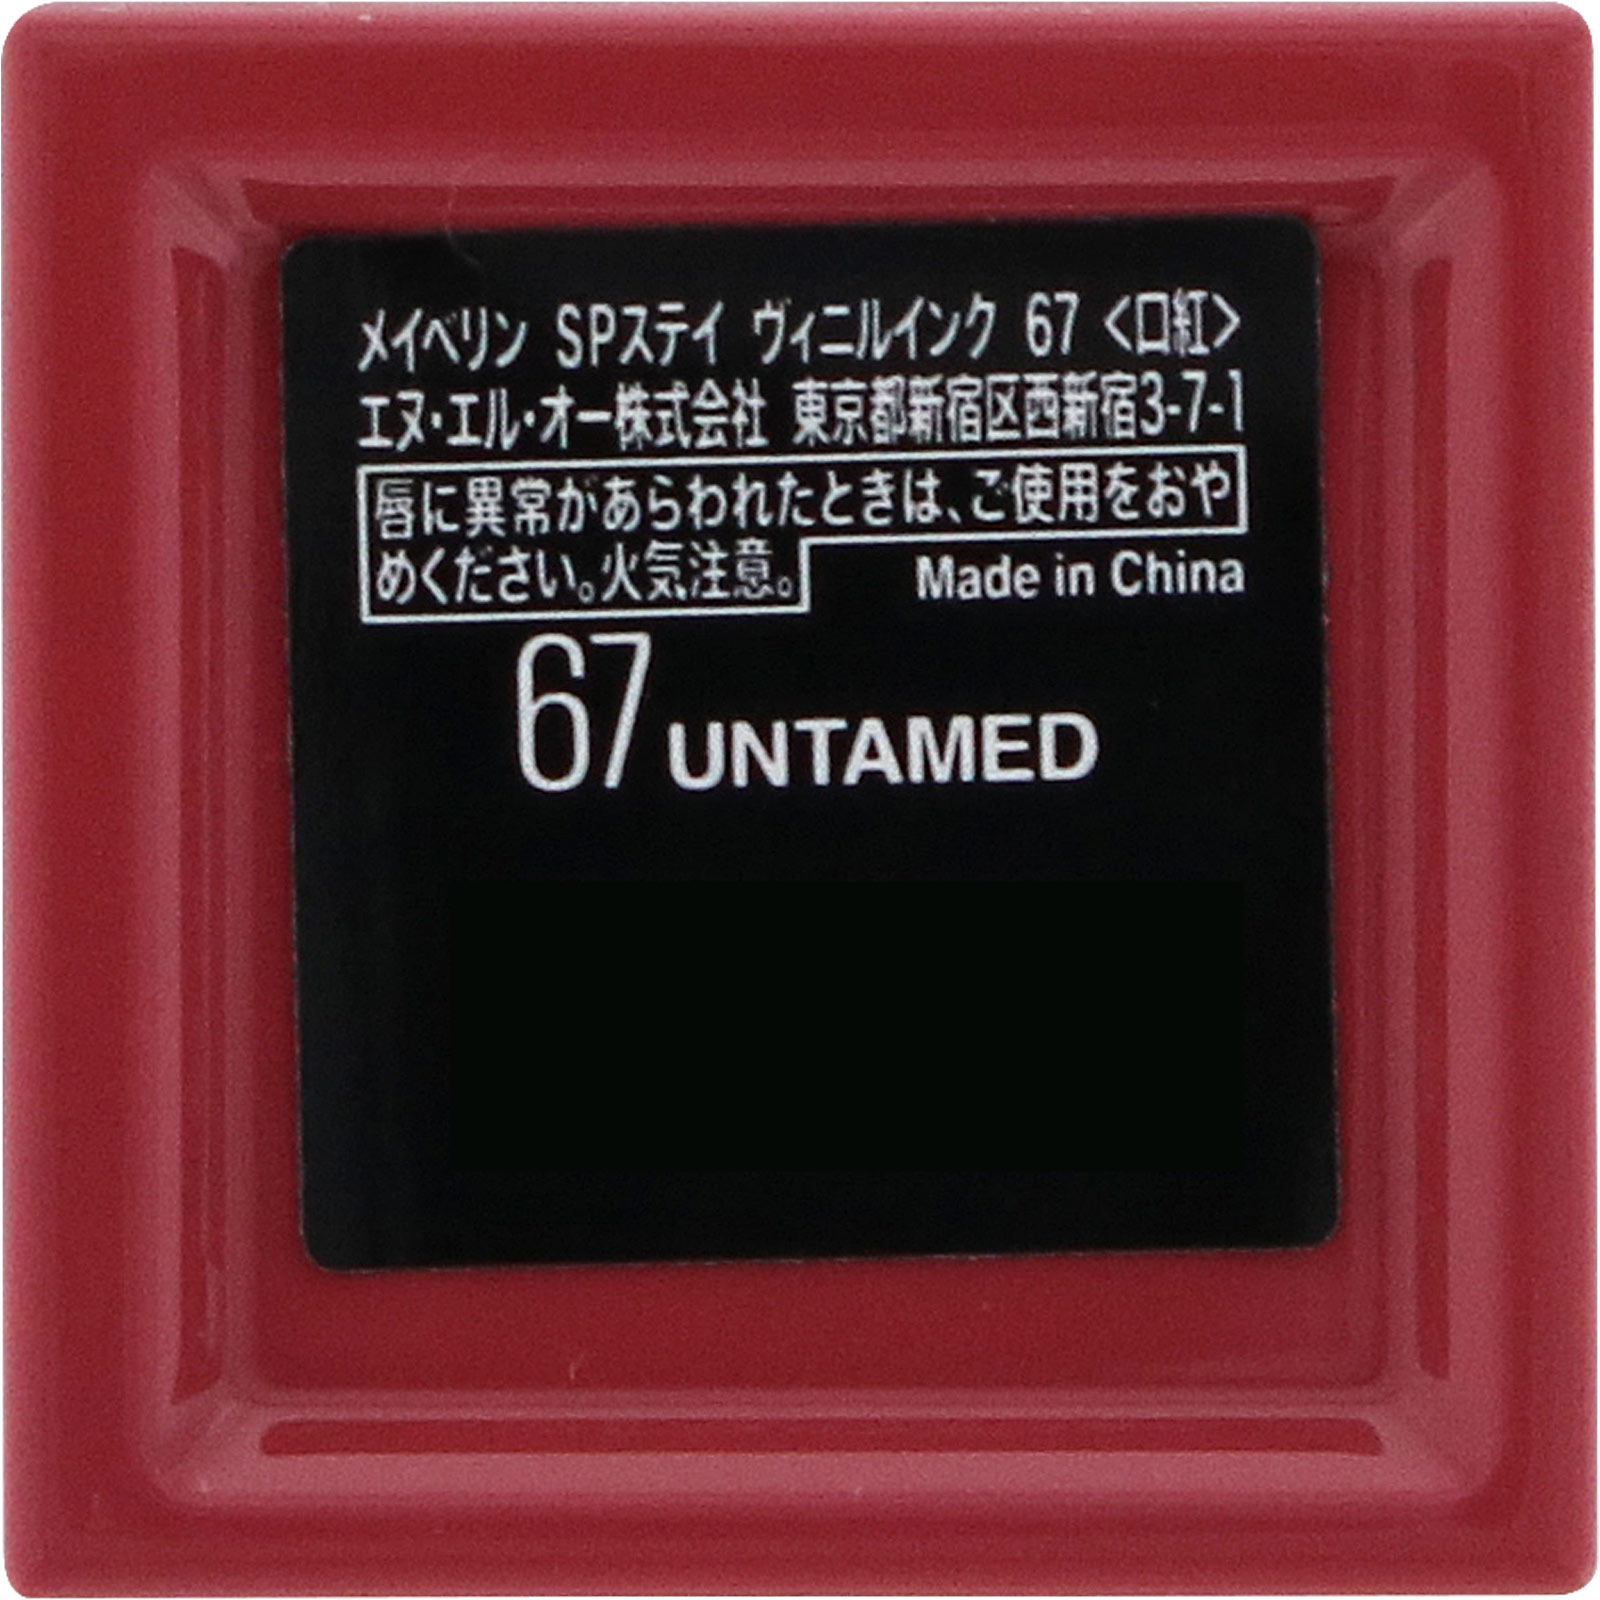 メイベリン SPステイ ヴィニルインク 67 〈口紅〉
エヌ・エル・オー株式会社 東京都新宿区西新宿3-7-1
唇に異常があらわれたときは、ご使用をおや
めください。火気注意。 Made in China
67 UNTAMED